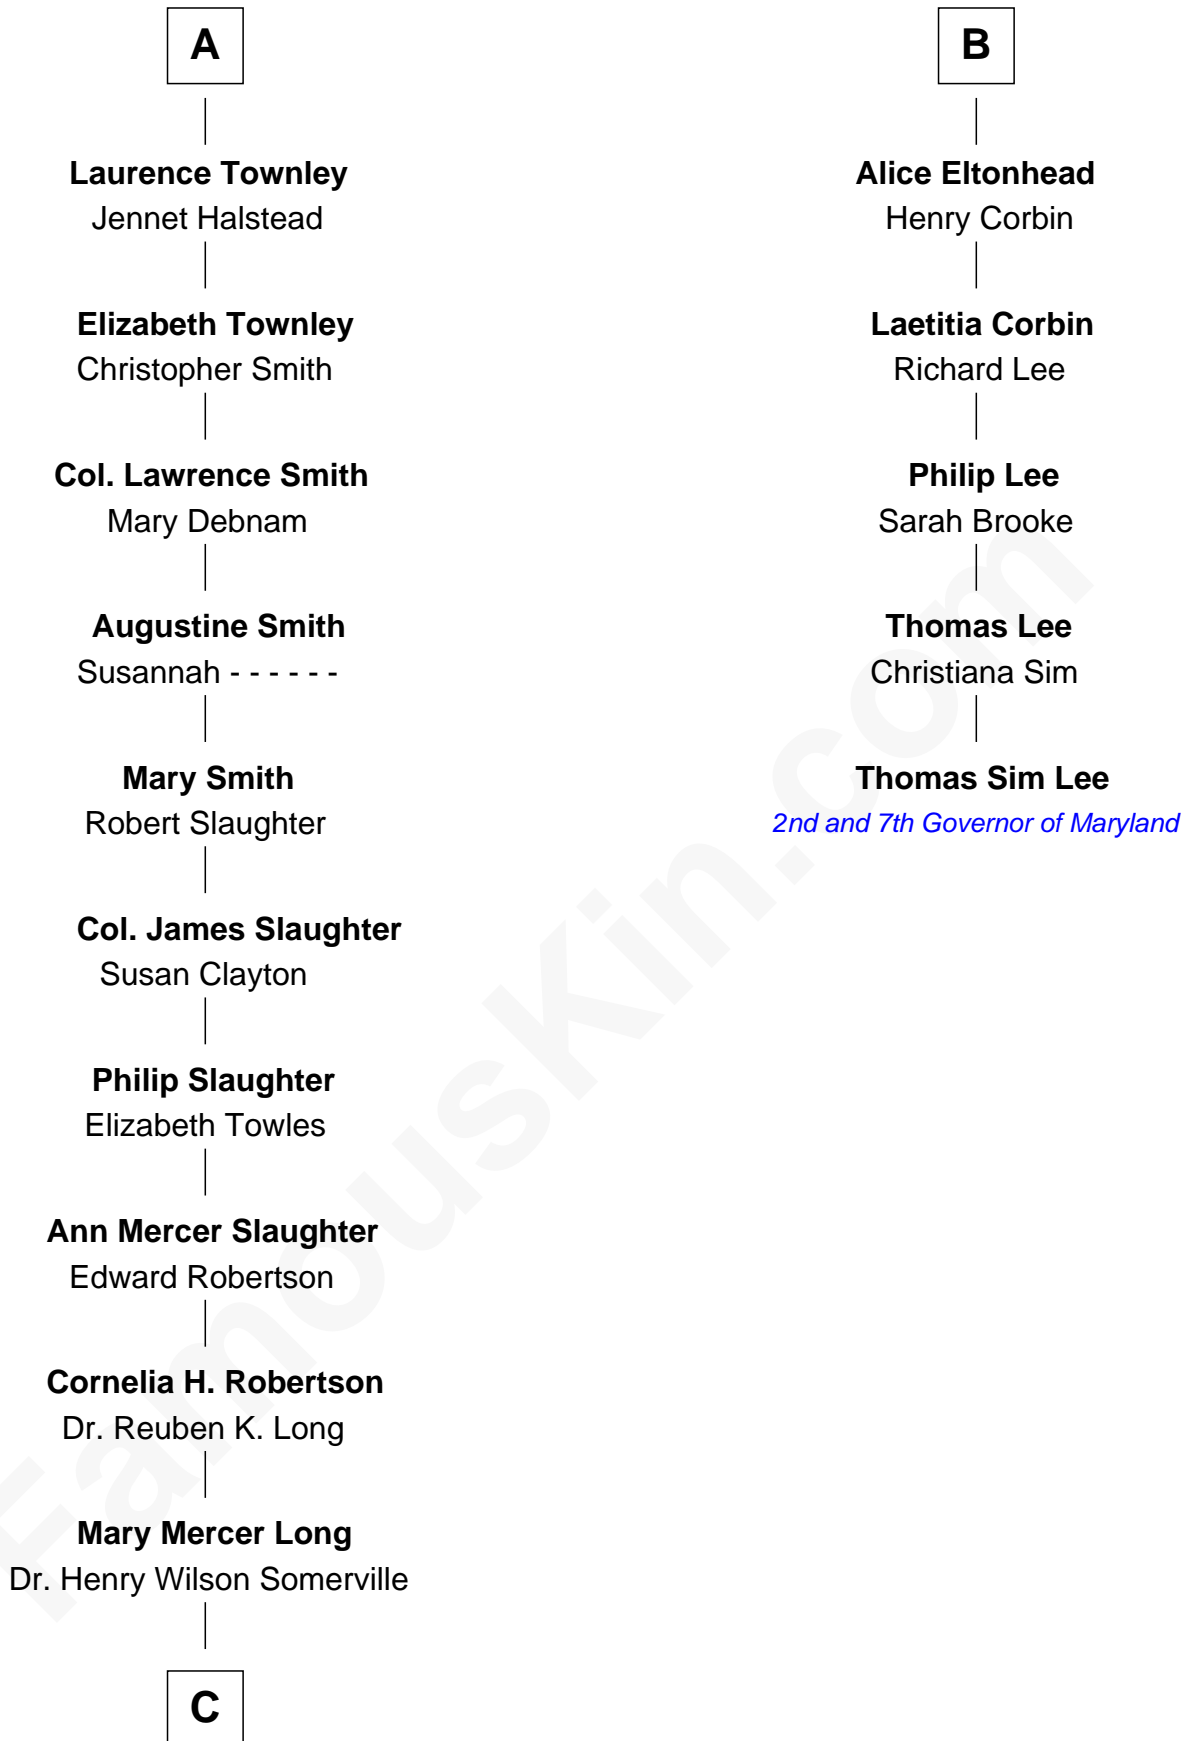 A
Laurence Townley
Jennet Halstead
Elizabeth Townley
Christopher Smith
Col. Lawrence Smith
Mary Debnam
Augustine Smith
Susannah - - - - - -
Mary Smith
Robert Slaughter
Col. James Slaughter
Susan Clayton
Philip Slaughter
Elizabeth Towles
Ann Mercer Slaughter
Edward Robertson
Cornelia H. Robertson
Dr. Reuben K. Long
Mary Mercer Long
Dr. Henry Wilson Somerville
C
B
Alice Eltonhead
Henry Corbin
Laetitia Corbin
Richard Lee
Philip Lee
Sarah Brooke
Thomas Lee
Christiana Sim
Thomas Sim Lee
2nd and 7th Governor of Maryland
FamousKin.com